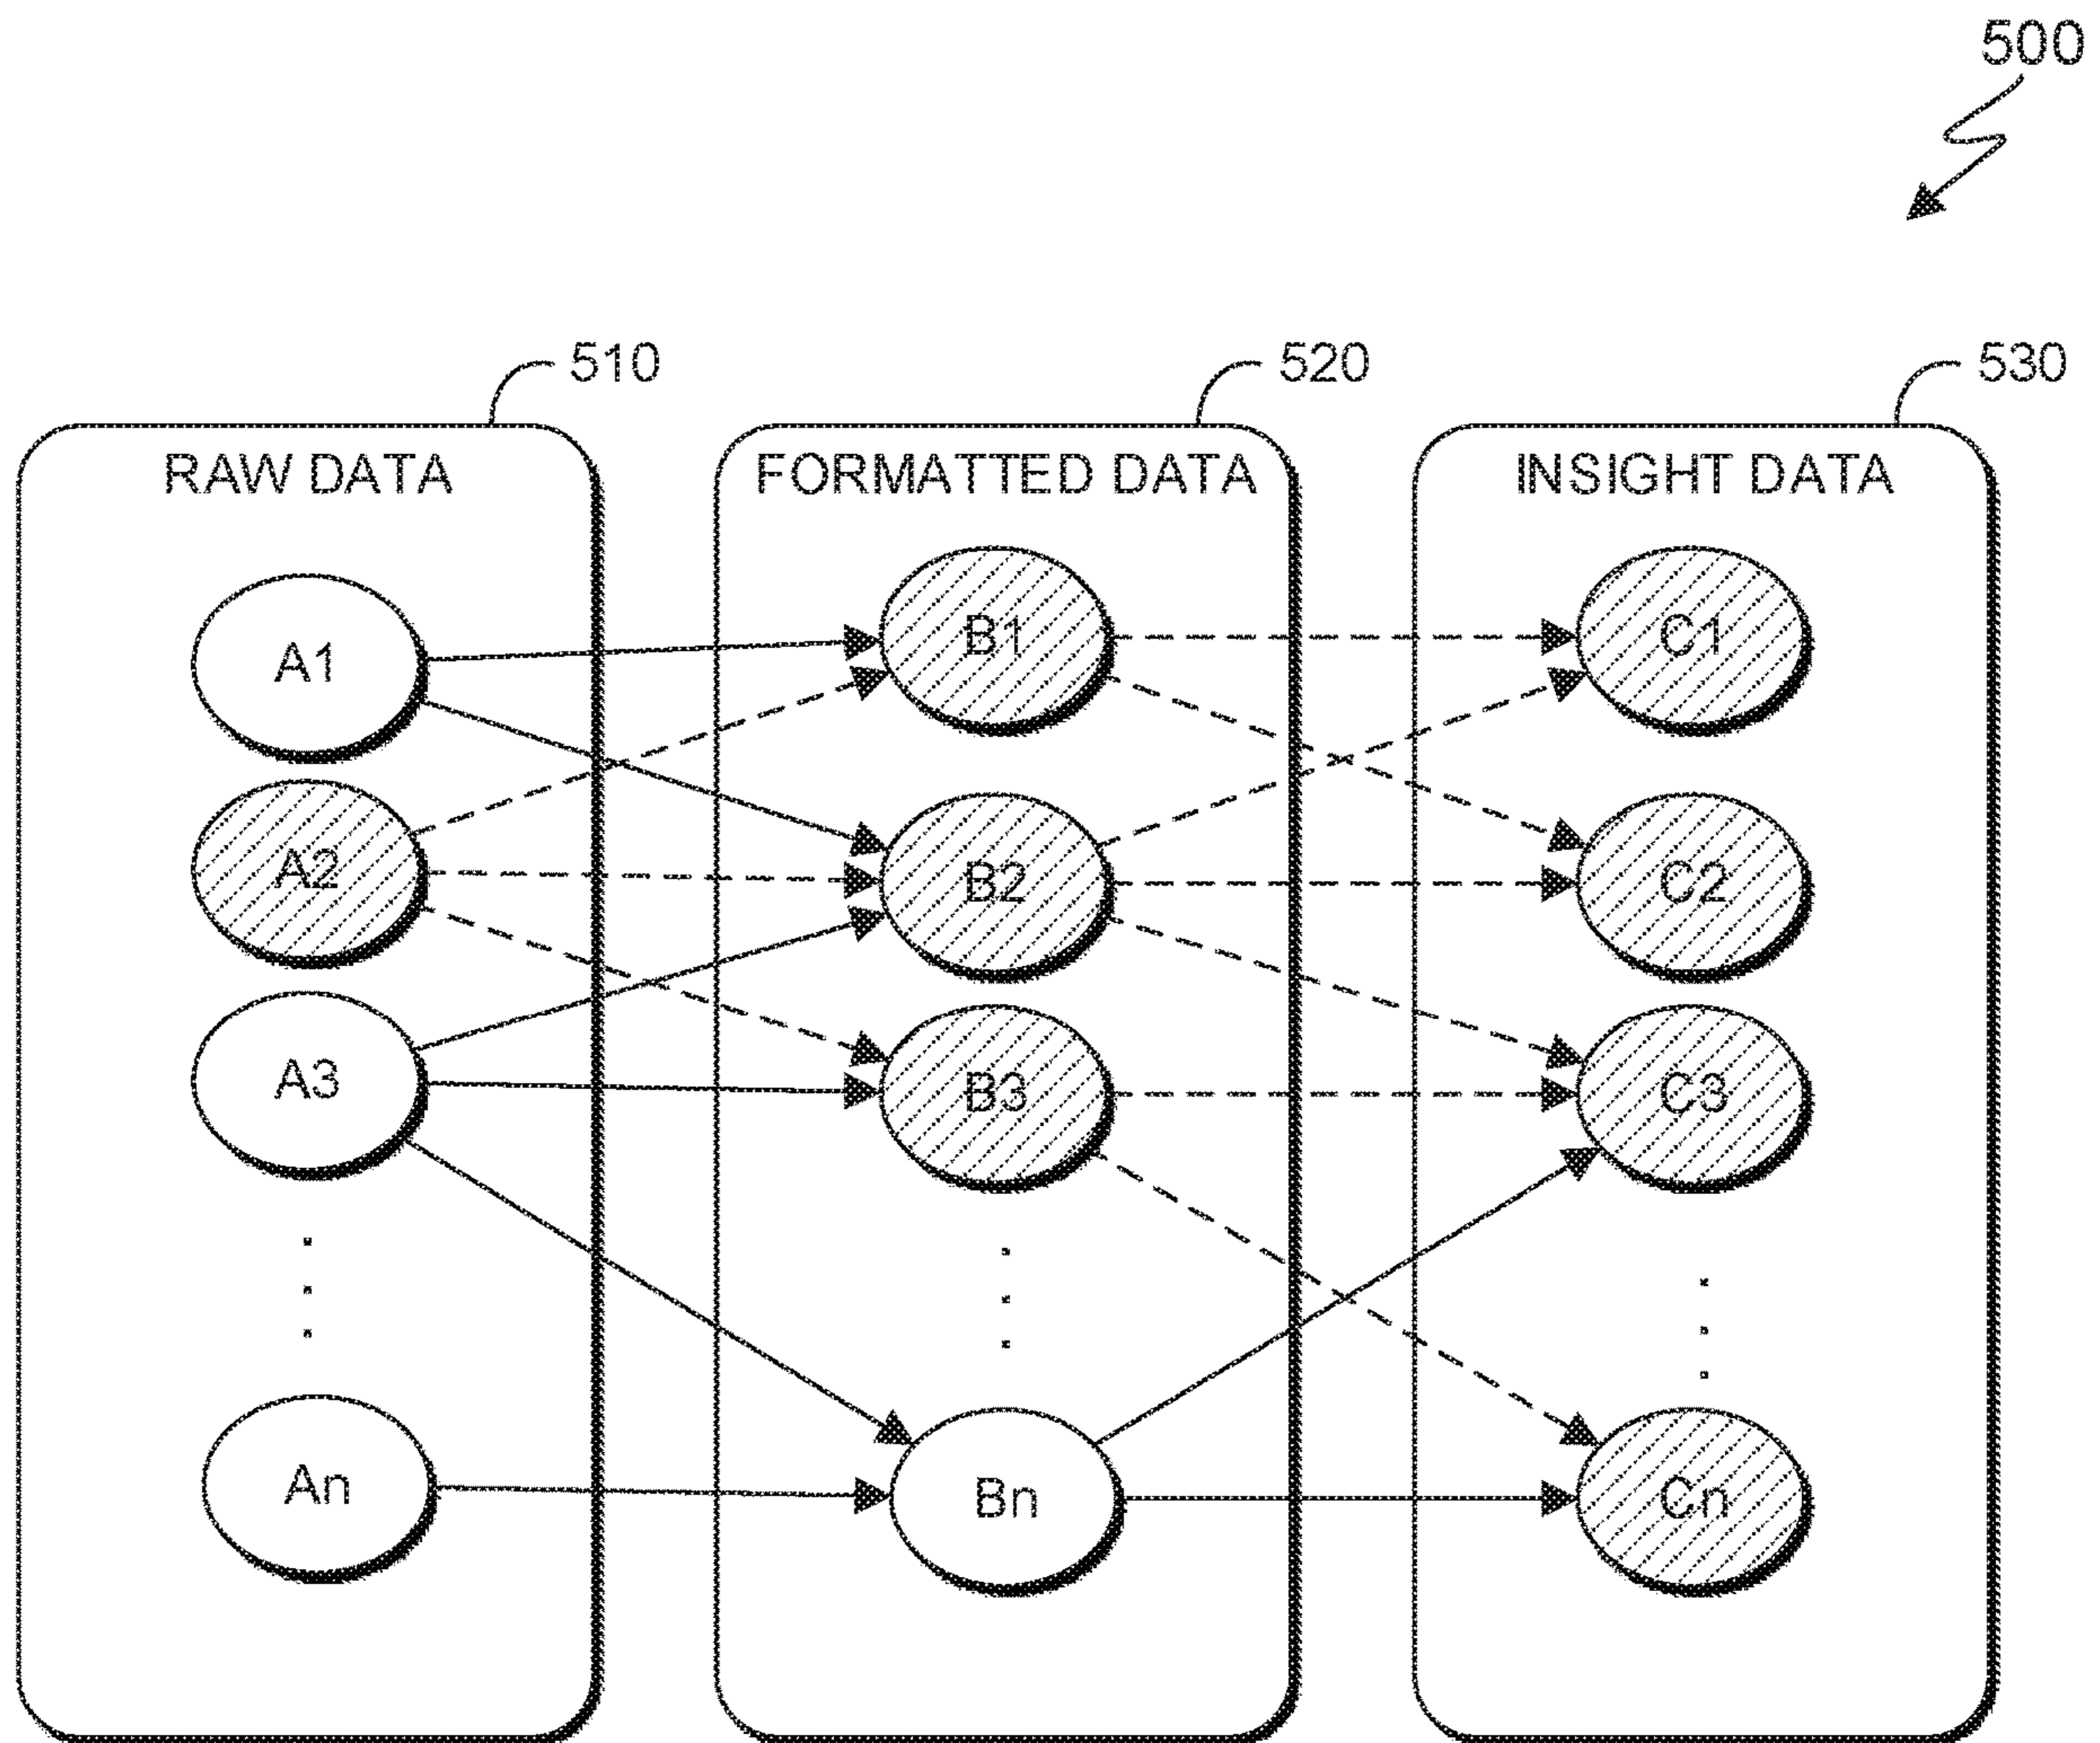 500
510
520
530
RAW DATA
FORMATTED DATA
INSIGHT DATA
A1
B1
C1
A2
B2
C2
A3
B3
C3
An
Bn
Cn